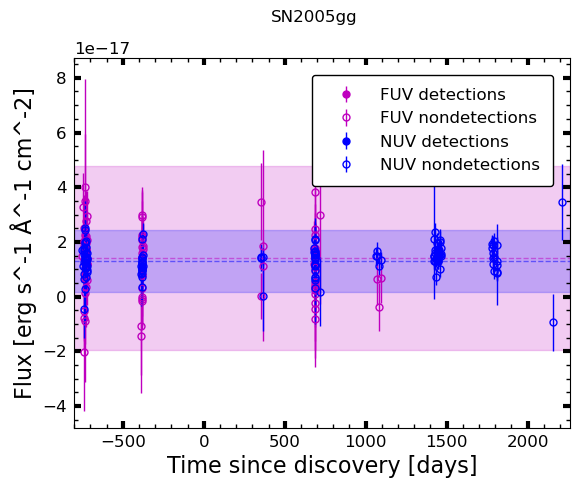 SN2005gg
1e−17
FUV detections
FUV nondetections
NUV detections
NUV nondetections
8
6
4
2
0
−2
−4
Flux [erg s^-1 Å^-1 cm^-2]
−500
0
500
1000
1500
2000
Time since discovery [days]